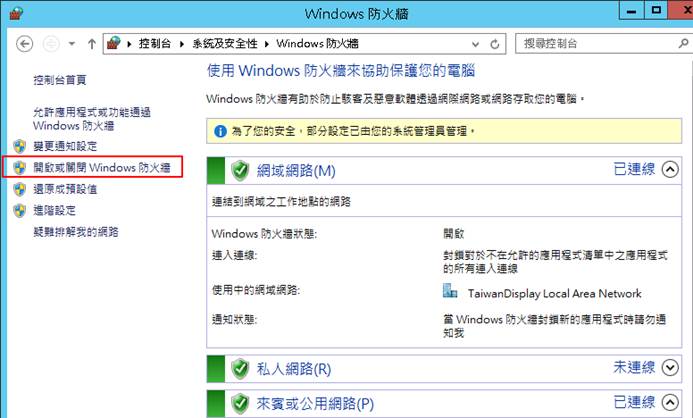 Windows 防火牆
控制台 ▸ 系統及安全性 ▸ Windows 防火牆
搜尋控制台
控制台首頁
允許應用程式或功能通過
Windows 防火牆
變更通知設定
開啟或關閉 Windows 防火牆
還原成預設值
進階設定
疑難排解我的網路
使用 Windows 防火牆來協助保護您的電腦
Windows 防火牆有助於防止駭客及惡意軟體透過網際網路或網路存取您的電腦。
為了您的安全，部分設定已由您的系統管理員管理。
網域網路(M) 已連線
連結到網域之工作地點的網路
Windows 防火牆狀態: 開啟
連入連線: 封鎖對於不在允許的應用程式清單中之應用程式
的所有連入連線
使用中的網域網路: TaiwanDisplay Local Area Network
通知狀態: 當 Windows 防火牆封鎖新的應用程式時請勿通
知我
私人網路(R) 未連線
來賓或公用網路(P) 已連線